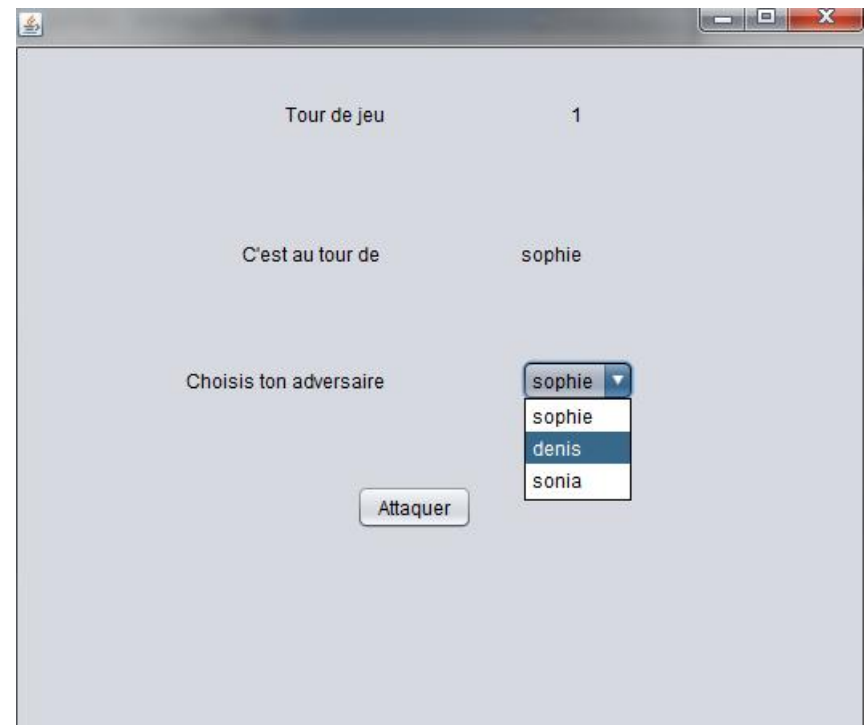 Tour de jeu 1
C'est au tour de sophie
Choisis ton adversaire sophie
sophie
denis
sonia
Attaquer